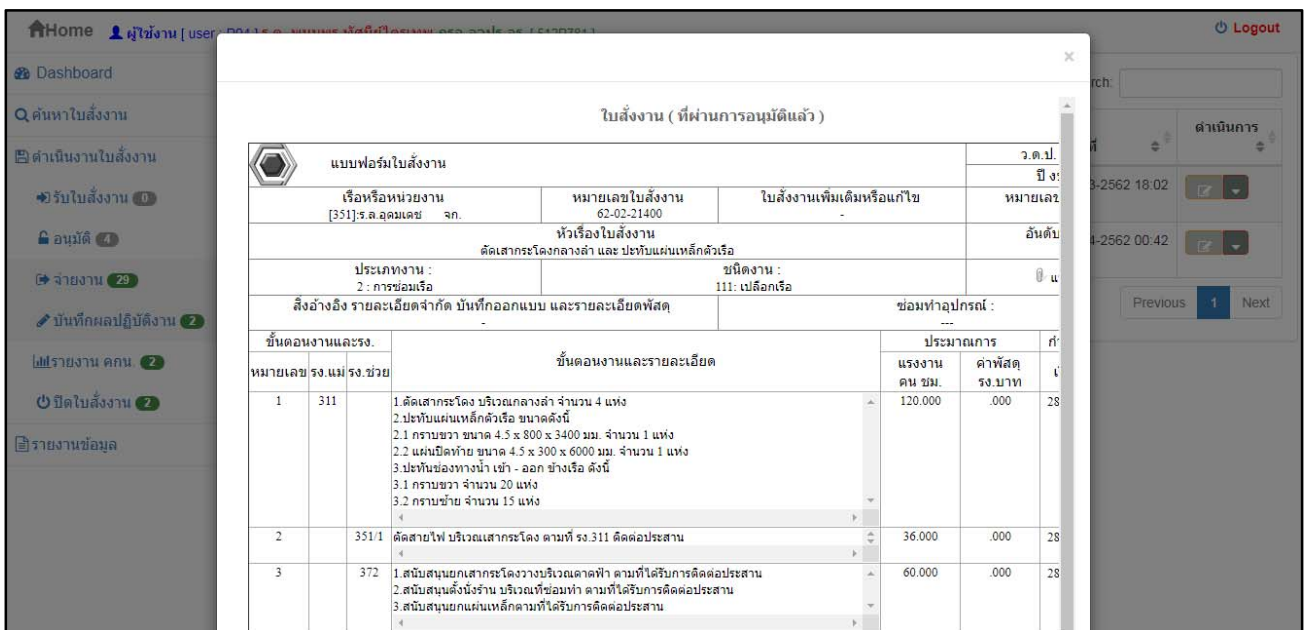 Home ผู้ใช้งาน [ user
Logout
×
Dashboard
rch:
ค้นหาใบสั่งงาน
ใบสั่งงาน ( ที่ผ่านการอนุมัติแล้ว )
ที่
ดำเนินการ
ดำเนินงานใบสั่งงาน
แบบฟอร์มใบสั่งงาน
ว.ด.ป.
รับใบสั่งงาน 0
เรือหรือหน่วยงาน
หมายเลขใบสั่งงาน
ใบสั่งงานเพิ่มเติมหรือแก้ไข
[351]:ร.ล.อุดมเดช จก.
62-02-21400
-
3-2562 18:02
อนุมัติ 4
หัวเรื่องใบสั่งงาน
อันดับ
ตัดเสากระโดงกลางลำ และ ปะทับแผ่นเหล็กตัวเรือ
4-2562 00:42
จ่ายงาน 29
ประเภทงาน :
ชนิดงาน :
2 : การซ่อมเรือ
111: เปลือกเรือ
บันทึกผลปฏิบัติงาน 2
สิ่งอ้างอิง รายละเอียดจำกัด บันทึกออกแบบ และรายละเอียดพัสดุ
ซ่อมทำอุปกรณ์ :
-
---
Previous 1 Next
รายงาน คกน. 2
ขั้นตอนงานและรง.
ขั้นตอนงานและรายละเอียด
ประมาณการ
หมายเลข รง.แม่ รง.ช่วย
แรงงาน
คน ชม.
ค่าพัสดุ
รง.บาท
ปิดใบสั่งงาน 2
รายงานข้อมูล
1 311
1.ตัดเสากระโดง บริเวณกลางลำ จำนวน 4 แห่ง
120.000 .000 28
2.ปะทับแผ่นเหล็กตัวเรือ ขนาดดังนี้
2.1 กราบขวา ขนาด 4.5 x 800 x 3400 มม. จำนวน 1 แห่ง
2.2 แผ่นปิดท้าย ขนาด 4.5 x 300 x 6000 มม. จำนวน 1 แห่ง
3.ปะทับช่องทางน้ำ เข้า - ออก ข้างเรือ ดังนี้
3.1 กราบขวา จำนวน 20 แห่ง
3.2 กราบซ้าย จำนวน 15 แห่ง
2 351/1 ตัดสายไฟ บริเวณเสากระโดง ตามที่ รง.311 ติดต่อประสาน 36.000 .000 28
3 372 1.สนับสนุนยกเสากระโดงวางบริเวณดาดฟ้า ตามที่ได้รับการติดต่อประสาน 60.000 .000 28
2.สนับสนุนตั้งนั่งร้าน บริเวณที่ซ่อมทำ ตามที่ได้รับการติดต่อประสาน
3.สนับสนุนยกแผ่นเหล็กตามที่ได้รับการติดต่อประสาน